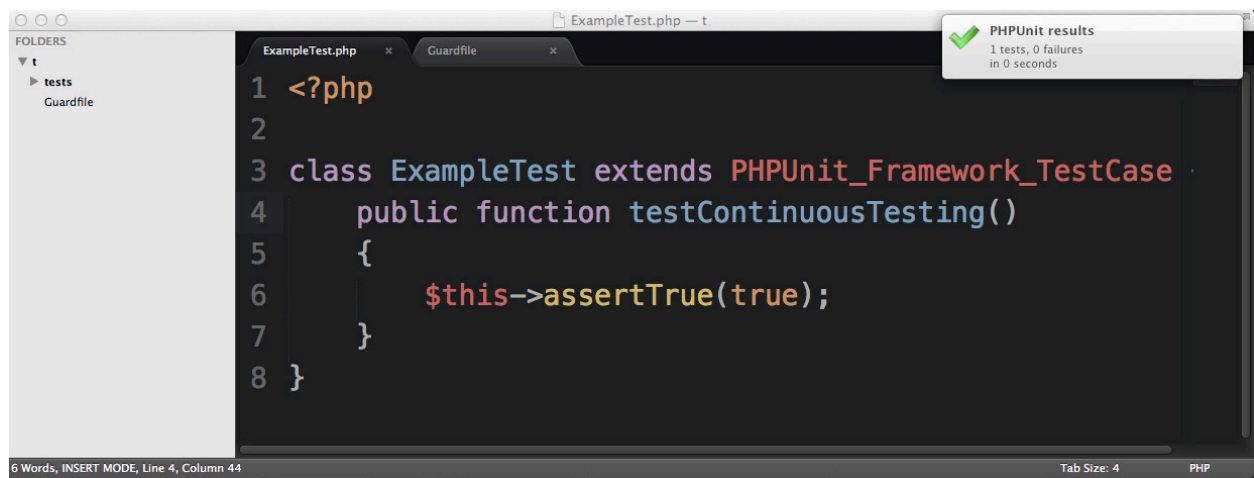 ExampleTest.php — t
FOLDERS
t
tests
Guardfile
ExampleTest.php ×
Guardfile ×
PHPUnit results
1 tests, 0 failures
in 0 seconds
1 <?php
2
3 class ExampleTest extends PHPUnit_Framework_TestCase
4 public function testContinuousTesting()
5 {
6 $this->assertTrue(true);
7 }
8 }
6 Words, INSERT MODE, Line 4, Column 44
Tab Size: 4
PHP